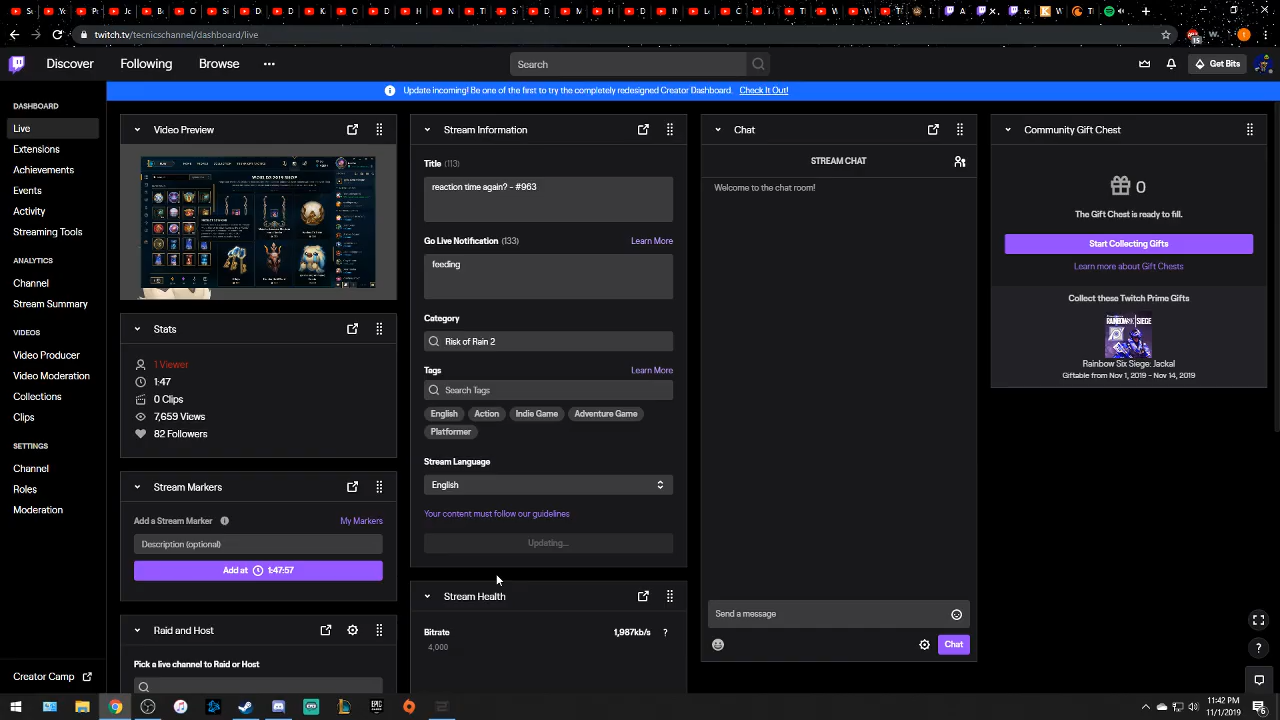 twitch.tv/tecnicschannel/dashboard/live
Discover
Following
Browse
Search
Get Bits
Update incoming! Be one of the first to try the completely redesigned Creator Dashboard. Check It Out!
DASHBOARD
Live
Extensions
Achievements
Events
Activity
Streaming Tools
ANALYTICS
Channel
Stream Summary
VIDEOS
Video Producer
Video Moderation
Collections
Clips
SETTINGS
Channel
Roles
Moderation
Creator Camp
Video Preview
Stats
1 Viewer
1:47
0 Clips
7,659 Views
82 Followers
Stream Markers
Add a Stream Marker
My Markers
Description (optional)
Add at 1:47:57
Raid and Host
Pick a live channel to Raid or Host
Stream Information
Title (113)
reaction time again? - #963
Go Live Notification (133)
Learn More
feeding
Category
Risk of Rain 2
Tags
Learn More
Search Tags
English
Action
Indie Game
Adventure Game
Platformer
Stream Language
English
Your content must follow our guidelines
Updating...
Stream Health
Bitrate
1,987kb/s ?
4,000
Chat
STREAM CHAT
Welcome to the chat room!
Send a message
Chat
Community Gift Chest
0
The Gift Chest is ready to fill.
Start Collecting Gifts
Learn more about Gift Chests
Collect these Twitch Prime Gifts
Rainbow Six Siege: Jackal
Giftable from Nov 1, 2019 - Nov 14, 2019
11:42 PM
11/1/2019